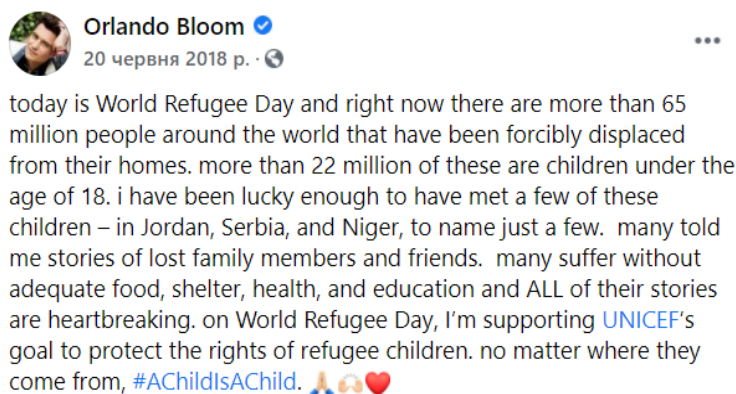 Orlando Bloom
20 червня 2018 р. ·
today is World Refugee Day and right now there are more than 65
million people around the world that have been forcibly displaced
from their homes. more than 22 million of these are children under the
age of 18. i have been lucky enough to have met a few of these
children – in Jordan, Serbia, and Niger, to name just a few.  many told
me stories of lost family members and friends.  many suffer without
adequate food, shelter, health, and education and ALL of their stories
are heartbreaking. on World Refugee Day, I’m supporting UNICEF’s
goal to protect the rights of refugee children. no matter where they
come from, #AChildIsAChild. 🙏🏻 🙌🏻 ♥️